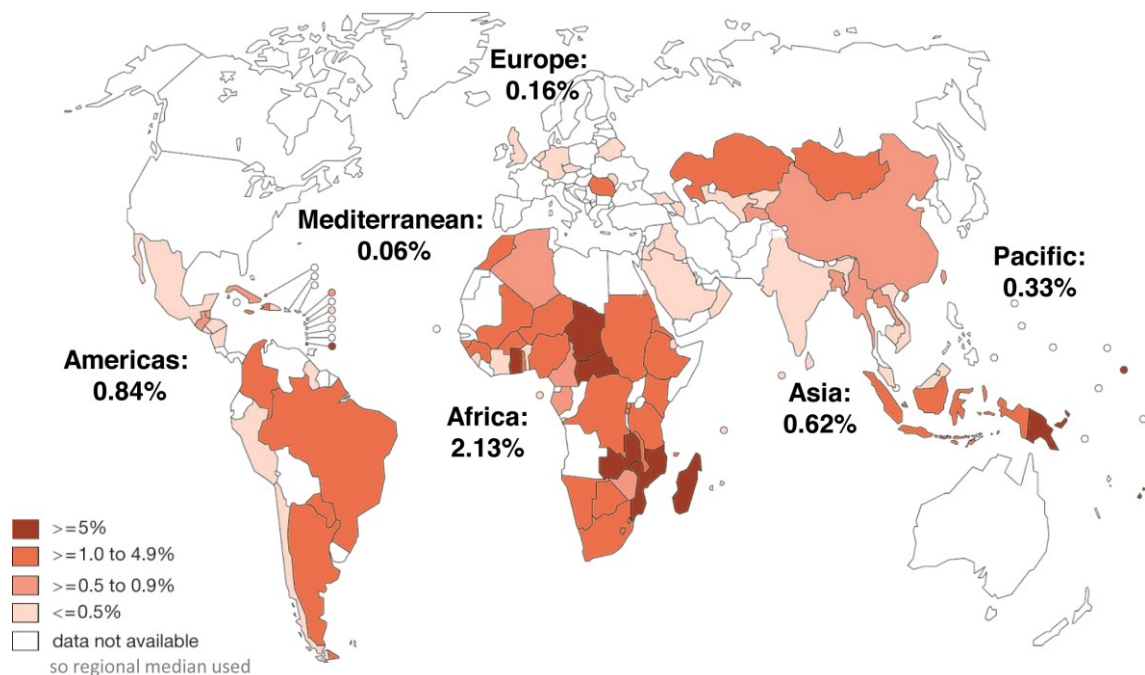 Europe:
0.16%
Mediterranean:
0.06%
Pacific:
0.33%
Americas:
0.84%
Asia:
0.62%
Africa:
2.13%
>=5%
>=1.0 to 4.9%
>=0.5 to 0.9%
<=0.5%
data not available
so regional median used